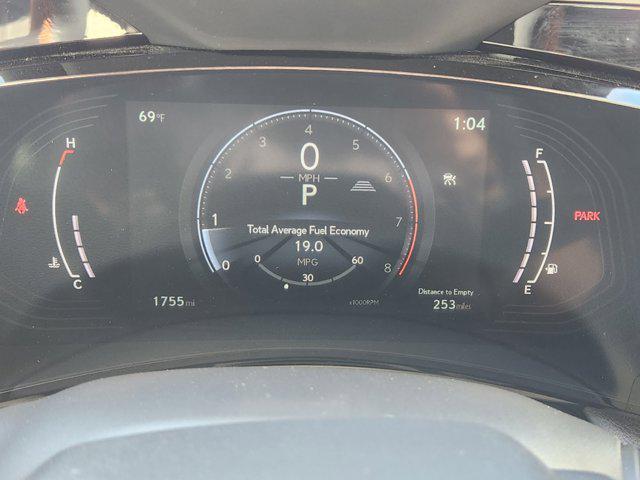 69°F
1:04
H
F
4
3
5
0
MPH
P
2
6
PARK
1
7
Total Average Fuel Economy
19.0
MPG
0
60
30
0
8
C
E
1755 mi
x1000RPM
Distance to Empty
253 miles